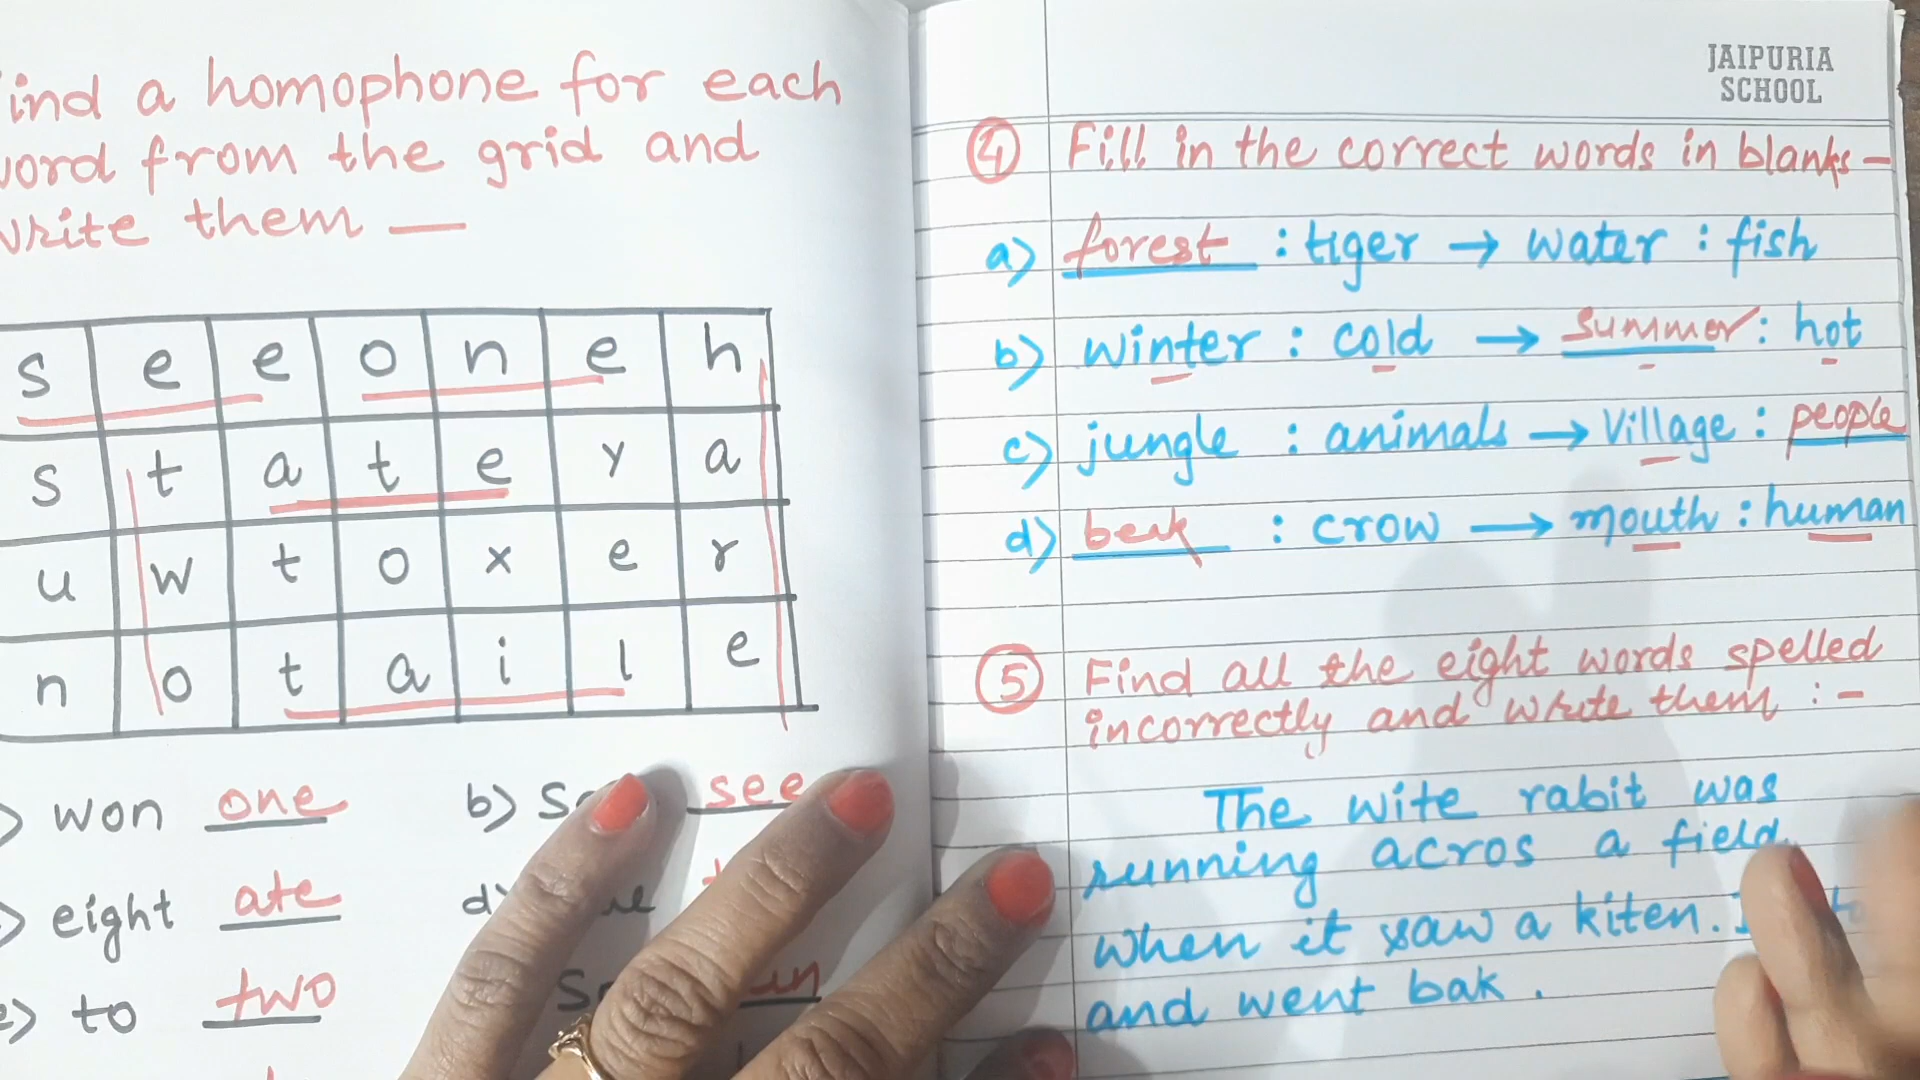 ind a homophone for each
word from the grid and
write them —
s e e o n e h
s t a t e y a
u w t o x e r
n o t a i l e
won one b) see
eight ate d)
to two
JAIPURIA
SCHOOL
4 Fill in the correct words in blanks —
a) forest : tiger → water : fish
b) winter : cold → summer : hot
c) jungle : animals → Village : people
d) beak : crow → mouth : human
5 Find all the eight words spelled
incorrectly and write them : -
The wite rabit was
running acros a field
when it saw a kiten.
and went bak .